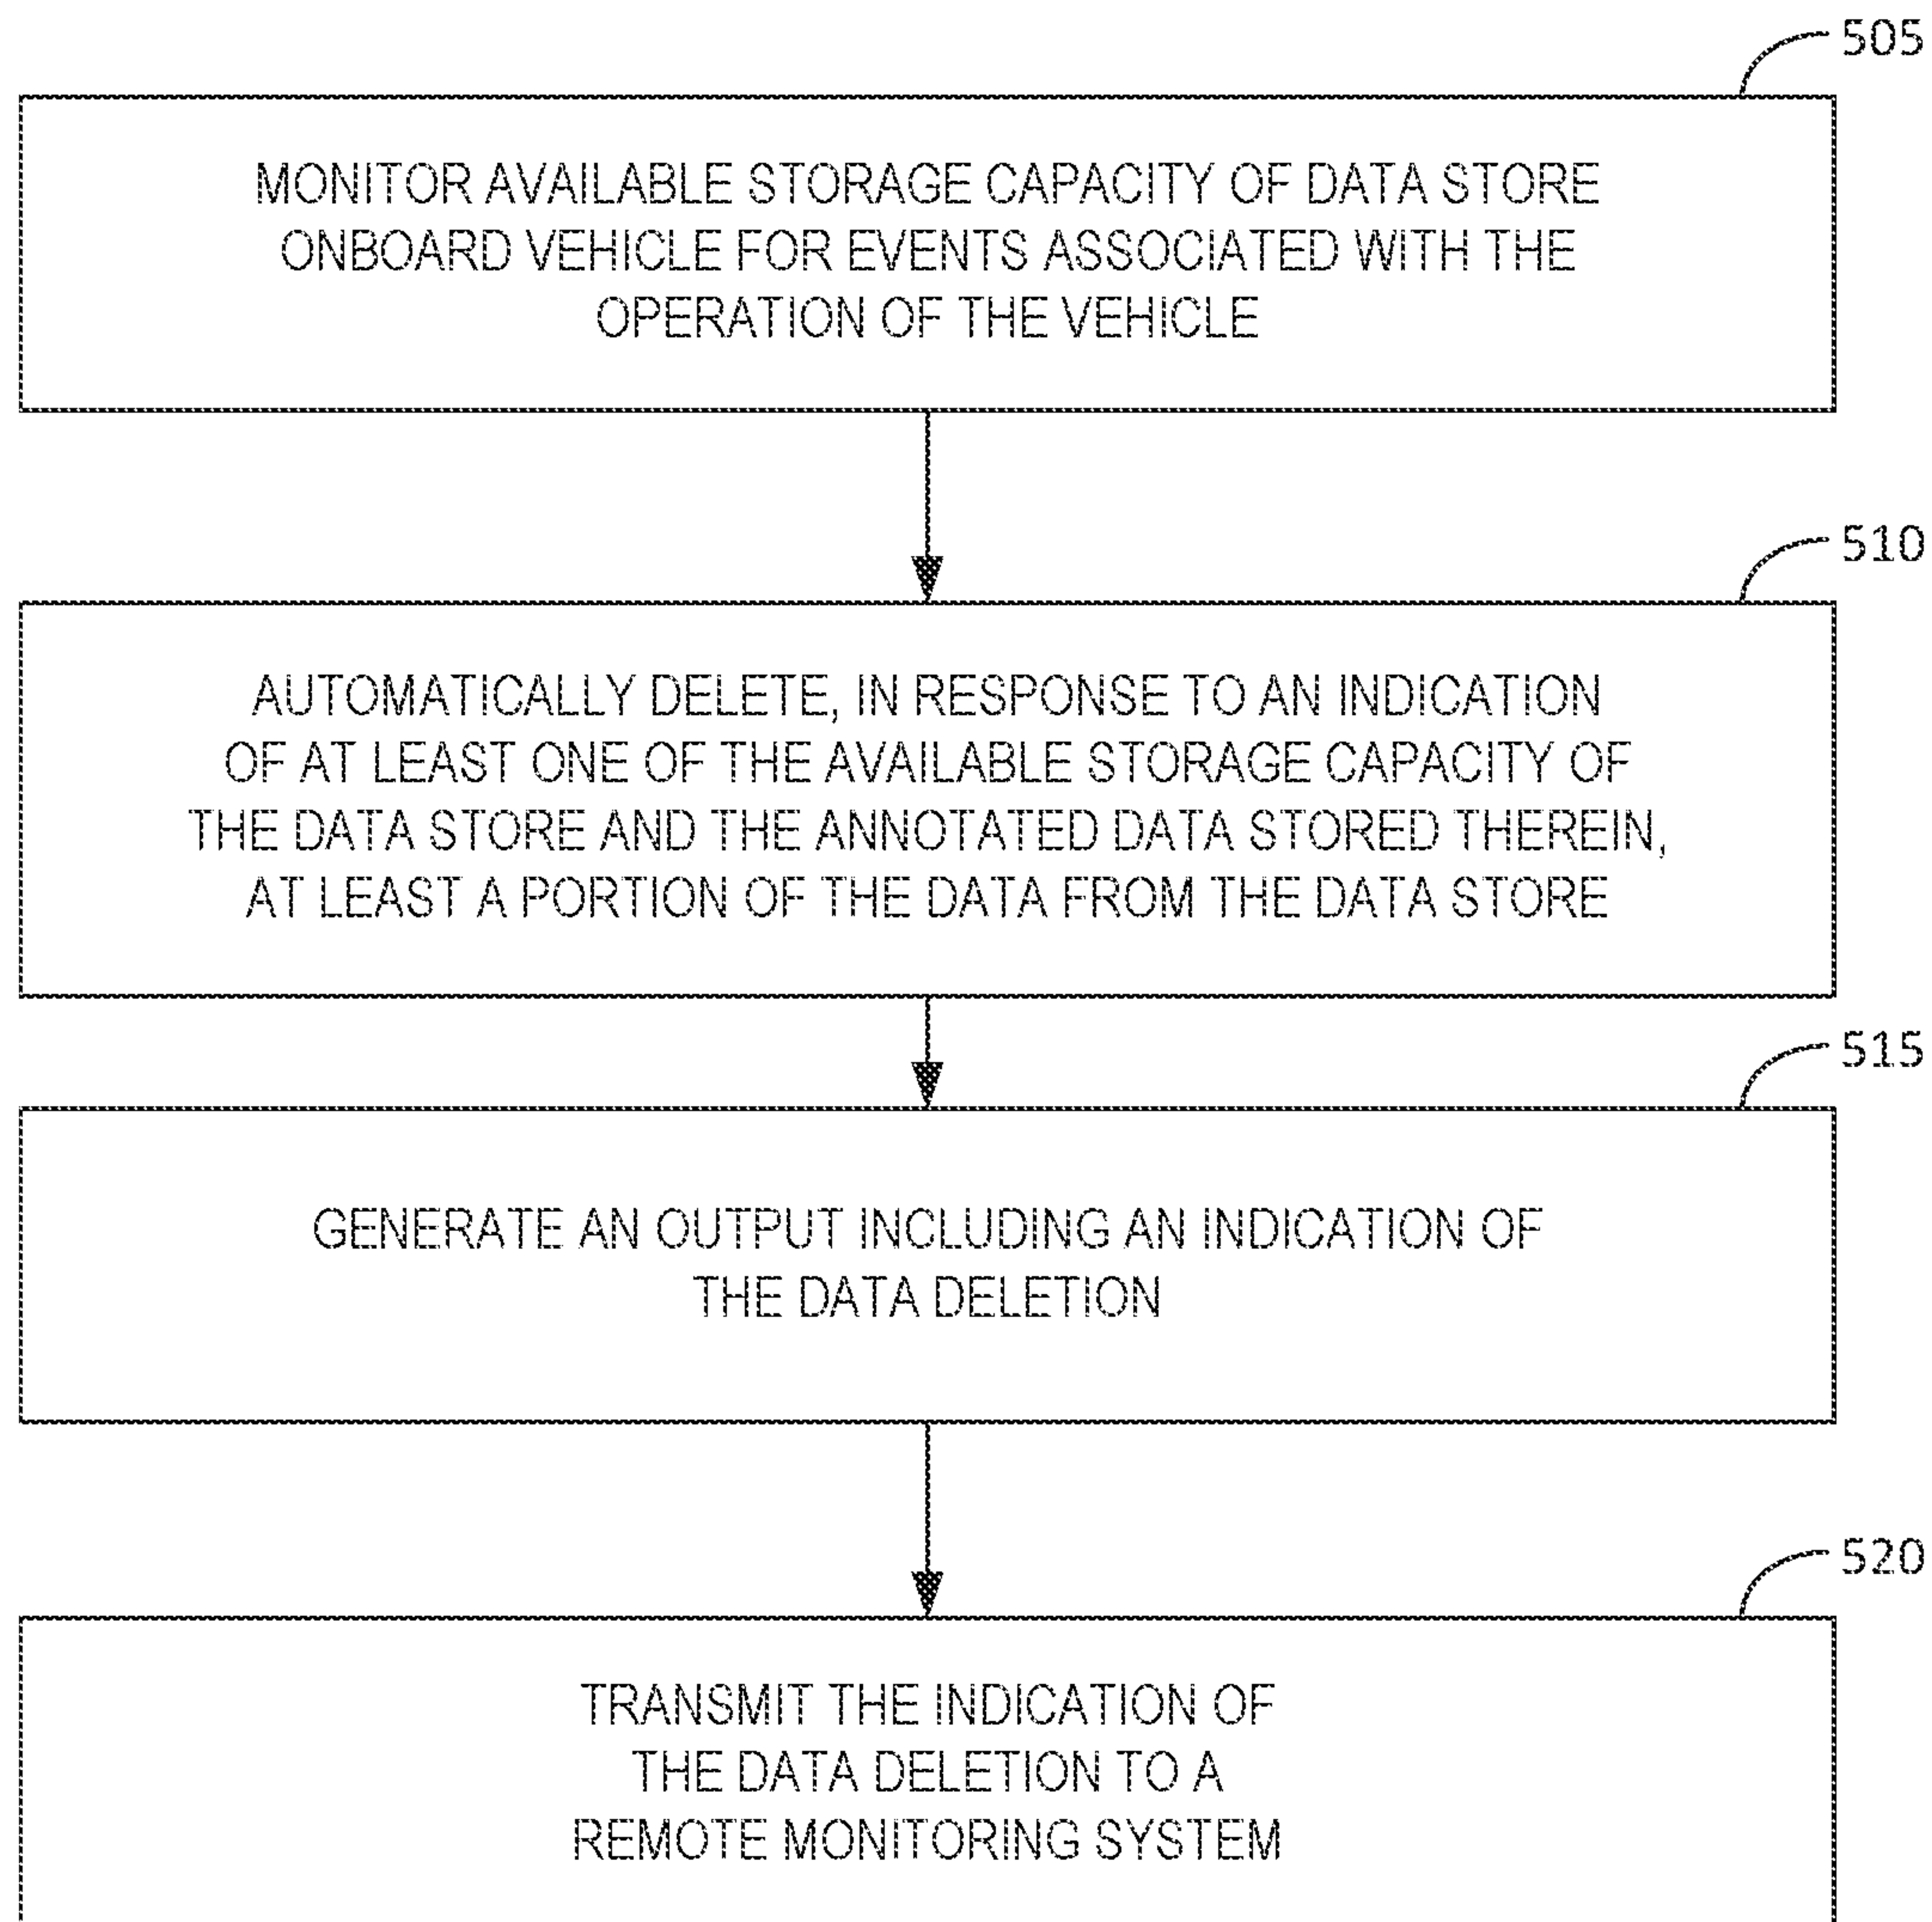 505
MONITOR AVAILABLE STORAGE CAPACITY OF DATA STORE
ONBOARD VEHICLE FOR EVENTS ASSOCIATED WITH THE
OPERATION OF THE VEHICLE
510
AUTOMATICALLY DELETE, IN RESPONSE TO AN INDICATION
OF AT LEAST ONE OF THE AVAILABLE STORAGE CAPACITY OF
THE DATA STORE AND THE ANNOTATED DATA STORED THEREIN,
AT LEAST A PORTION OF THE DATA FROM THE DATA STORE
515
GENERATE AN OUTPUT INCLUDING AN INDICATION OF
THE DATA DELETION
520
TRANSMIT THE INDICATION OF
THE DATA DELETION TO A
REMOTE MONITORING SYSTEM